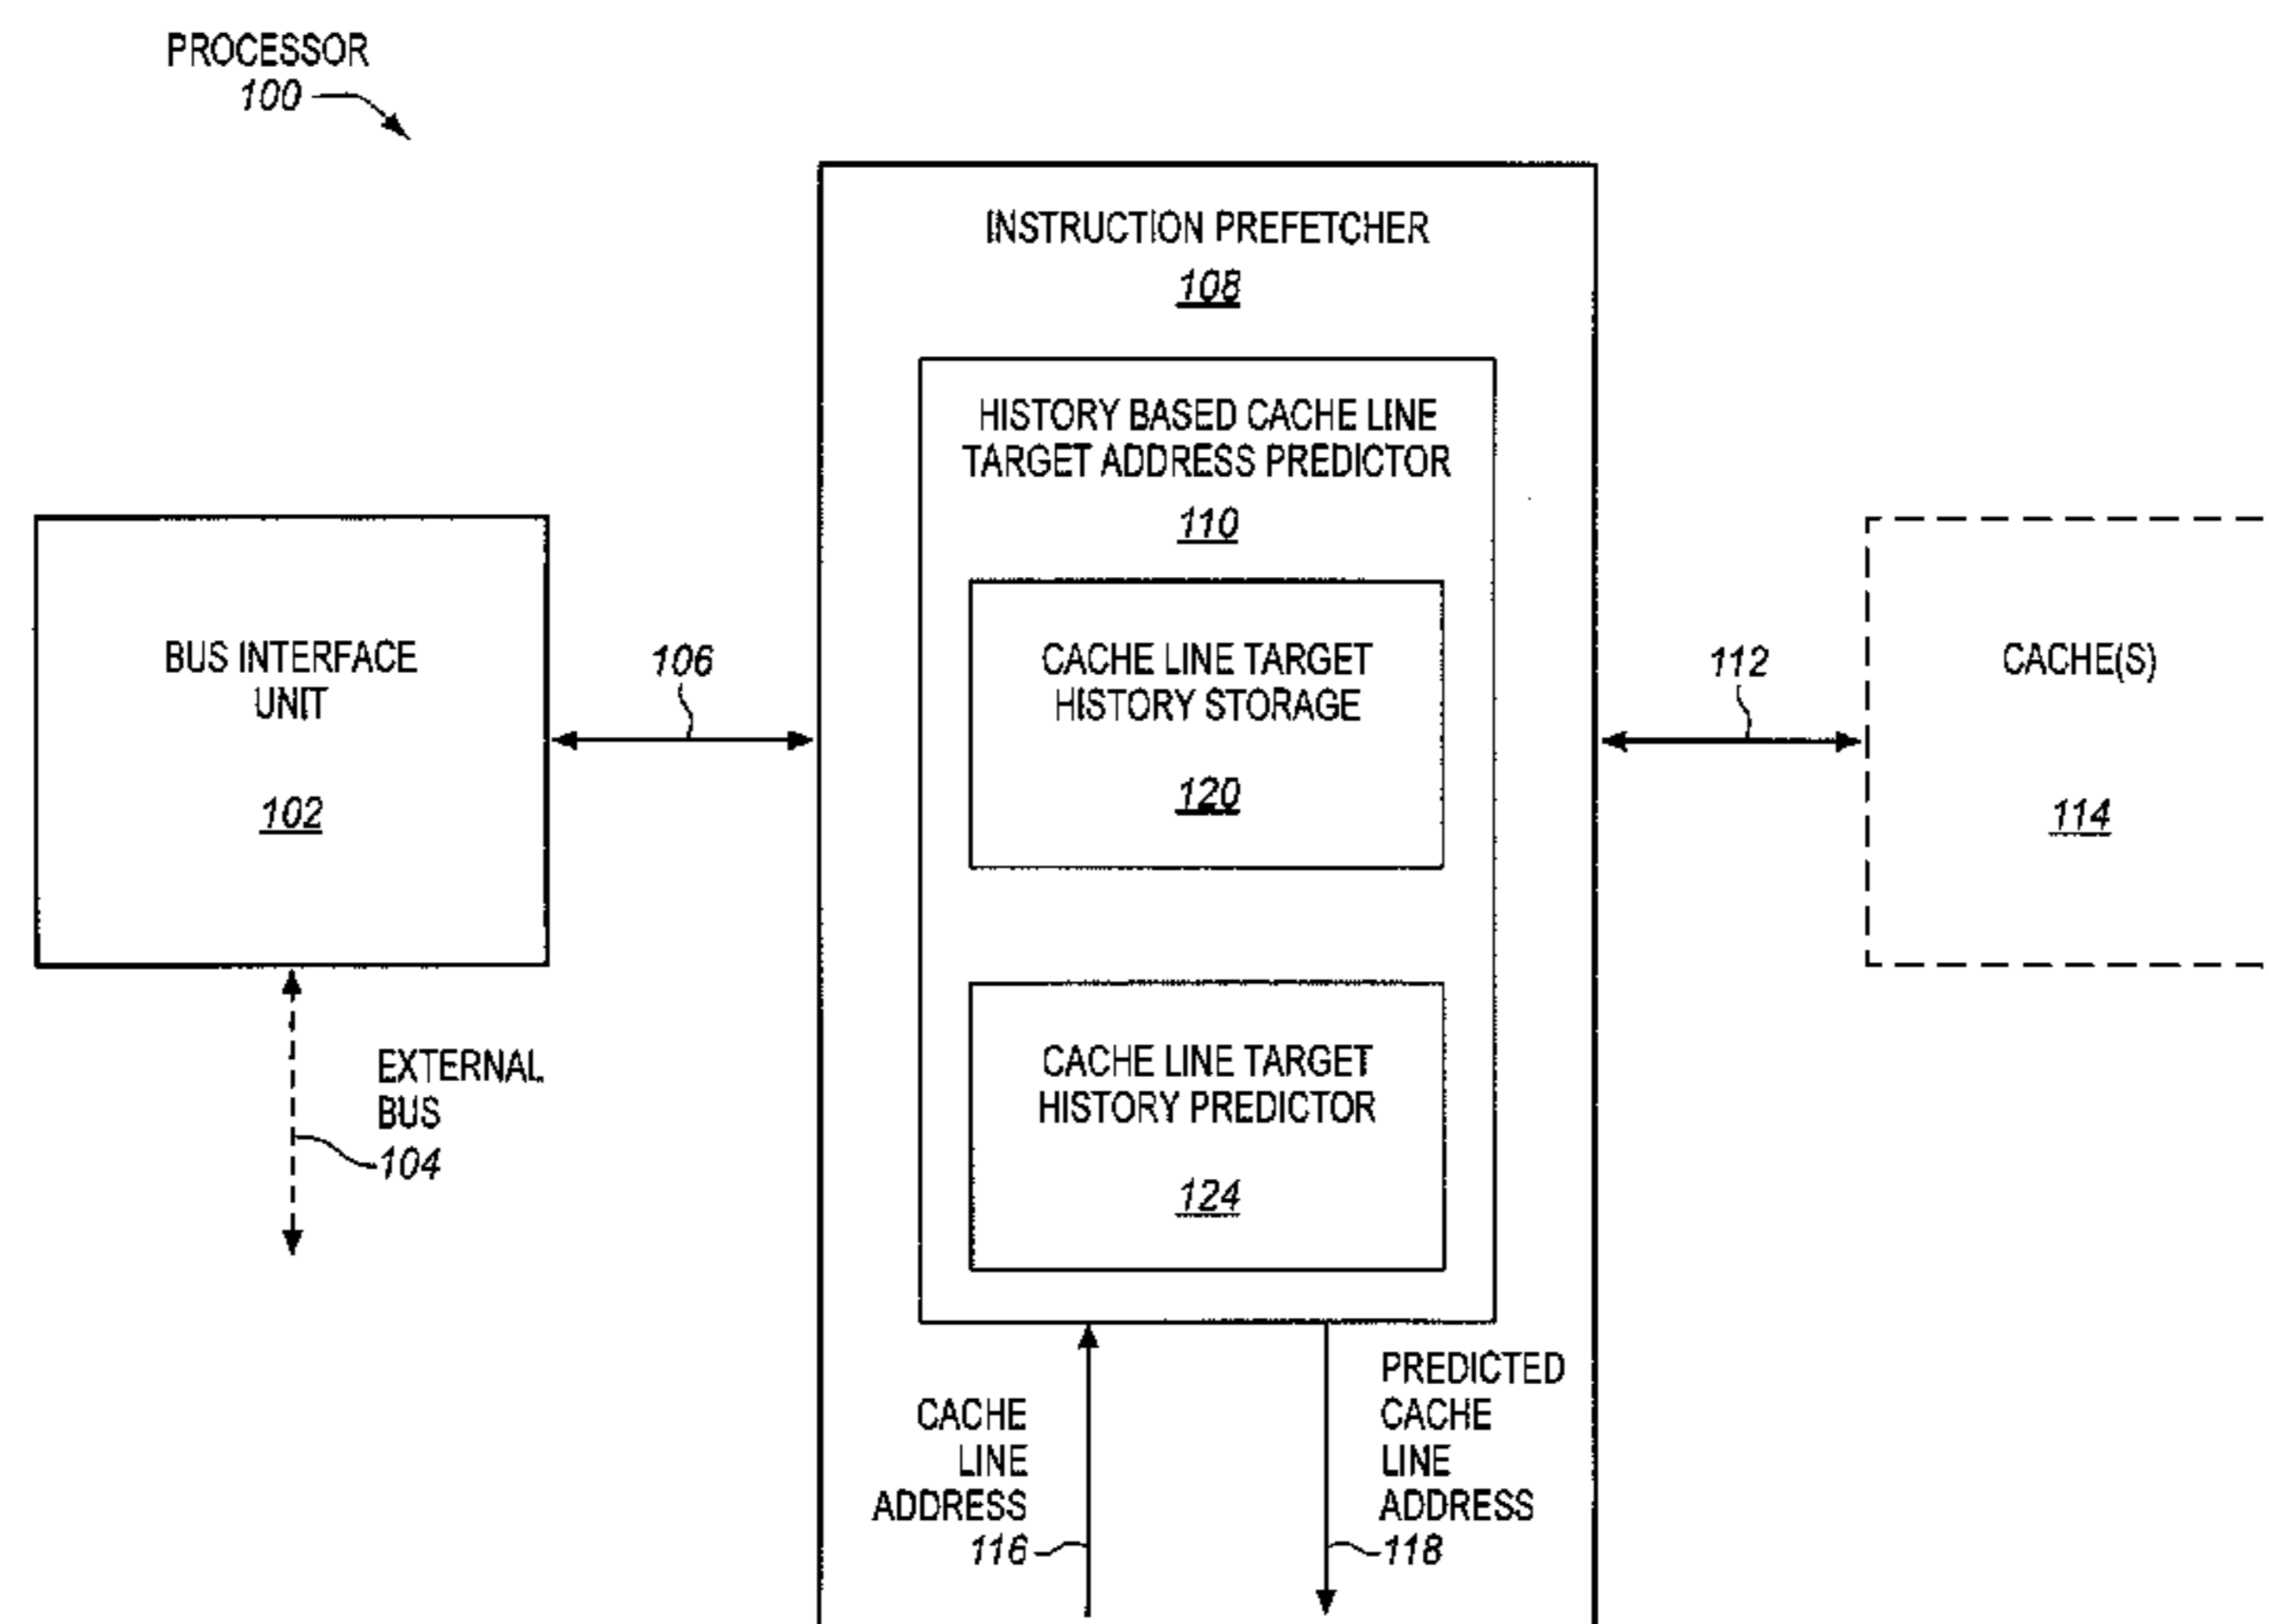 PROCESSOR
100
INSTRUCTION PREFETCHER
108
HISTORY BASED CACHE LINE
TARGET ADDRESS PREDICTOR
110
BUS INTERFACE
UNIT
102
106
CACHE LINE TARGET
HISTORY STORAGE
120
112
CACHE(S)
114
EXTERNAL
BUS
104
CACHE LINE TARGET
HISTORY PREDICTOR
124
CACHE
LINE
ADDRESS
116
PREDICTED
CACHE
LINE
ADDRESS
118